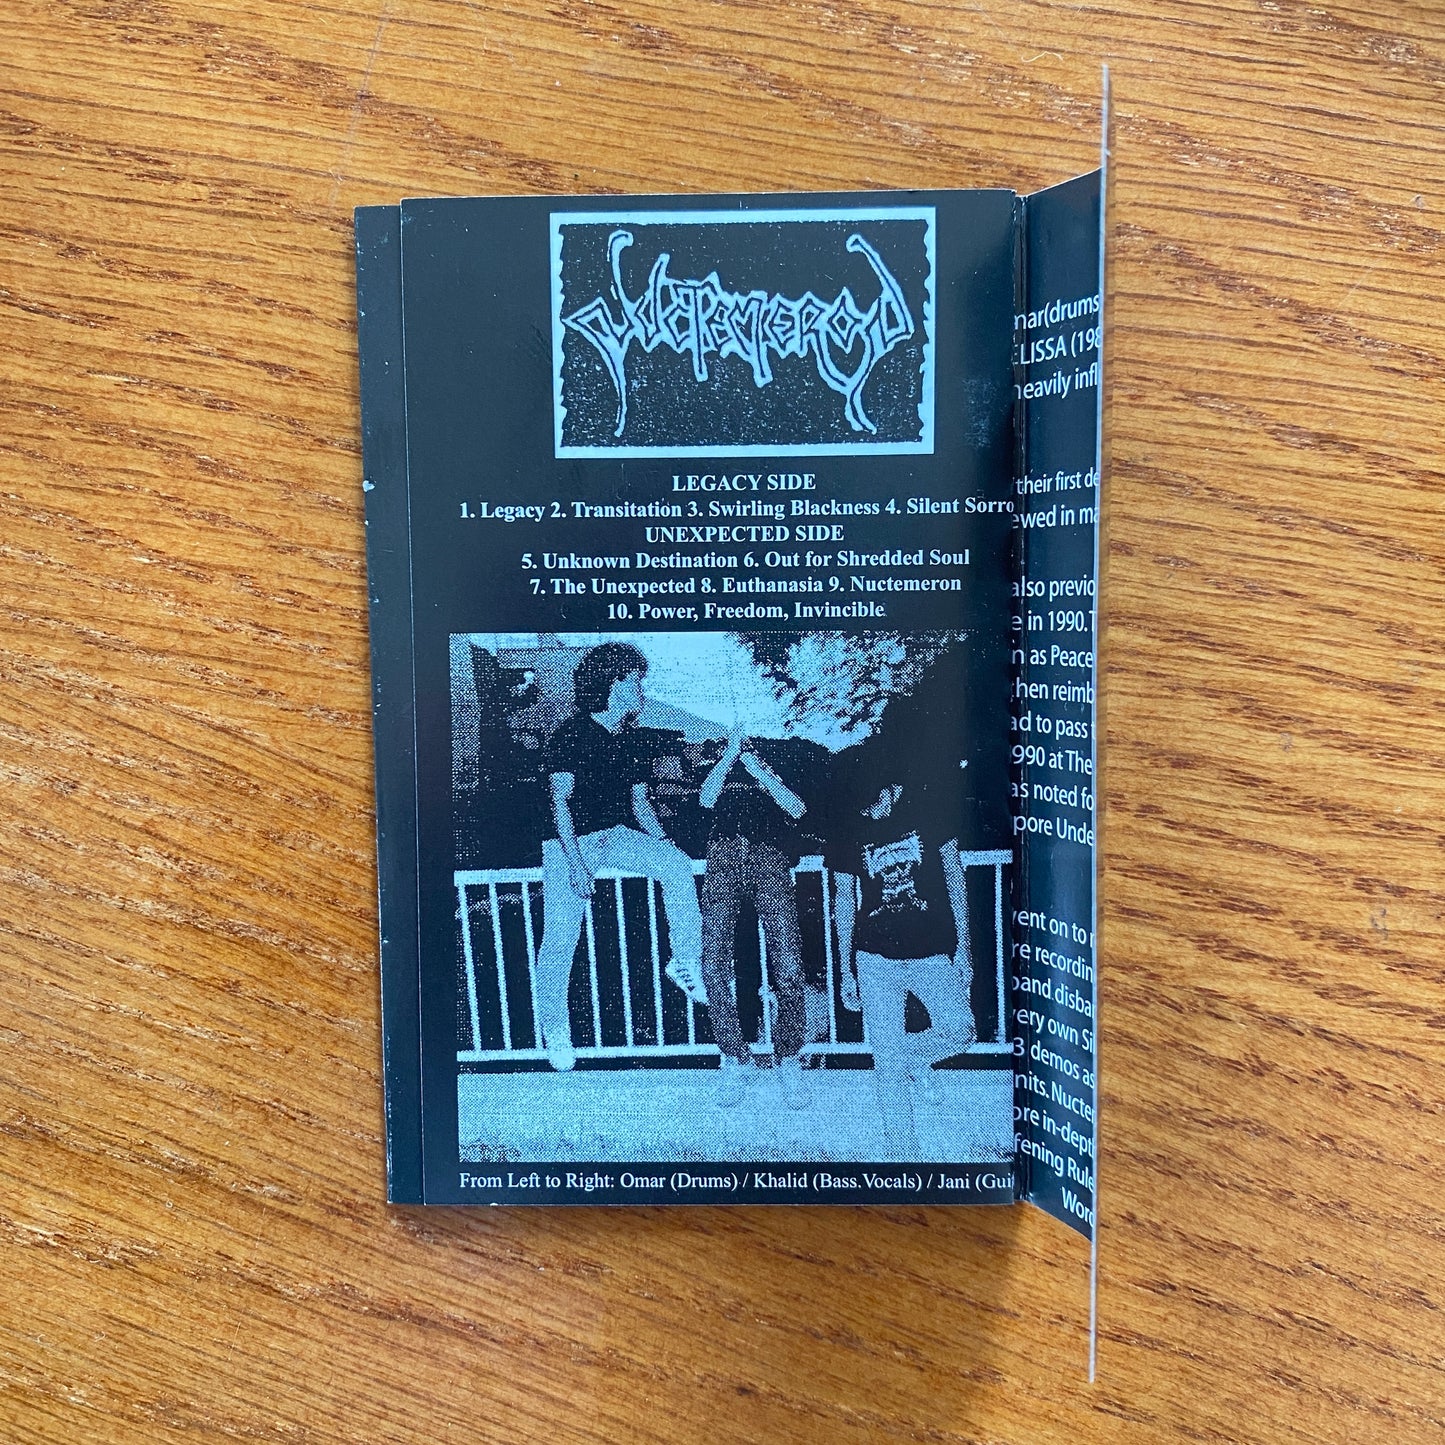 Nuctemeron
LEGACY SIDE
1. Legacy 2. Transitation 3. Swirling Blackness 4. Silent Sorro
UNEXPECTED SIDE
5. Unknown Destination 6. Out for Shredded Soul
7. The Unexpected 8. Euthanasia 9. Nuctemeron
10. Power, Freedom, Invincible
From Left to Right: Omar (Drums) / Khalid (Bass.Vocals) / Jani (Gui
mar(drums
ELISSA (198
heavily infl
their first de
ewed in ma
also previo
e in 1990.T
n as Peace
then reimb
ad to pass t
990 at The
as noted fo
pore Unde
vent on to r
re recordin
band.disba
very own Si
3 demos as
nits.Nucte
ore in-dept
fening Rule
Word